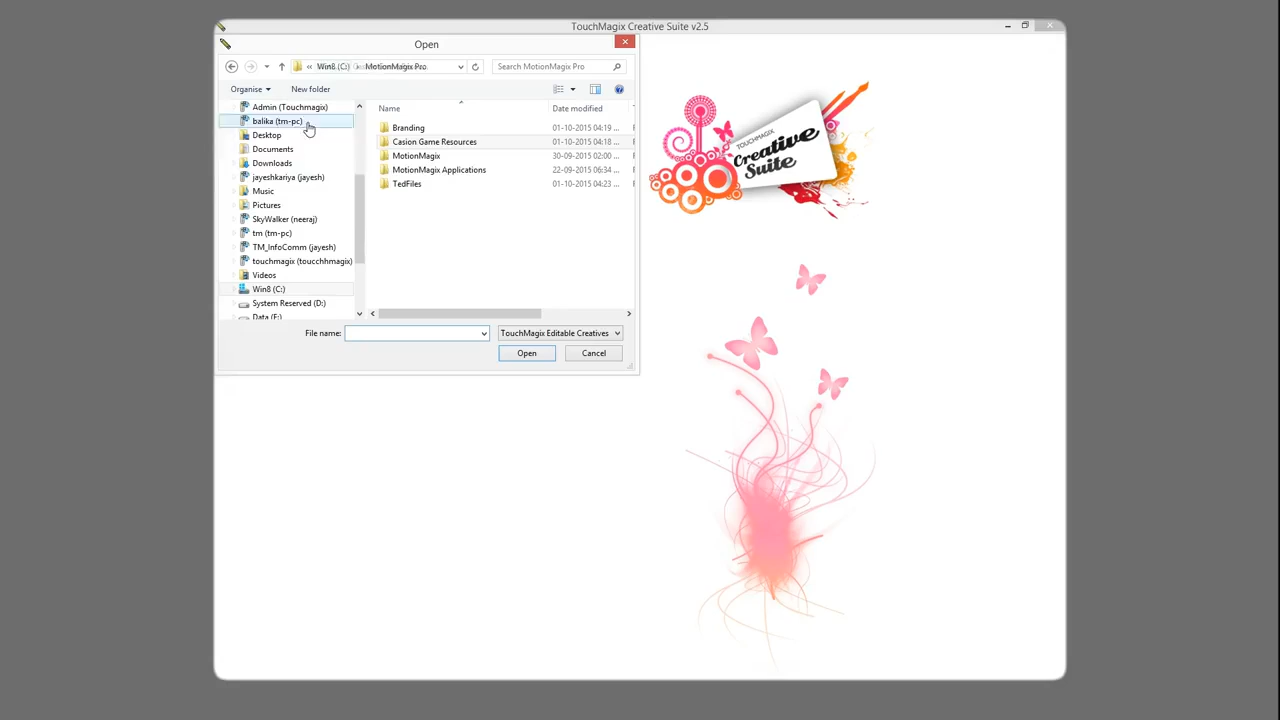 TouchMagix Creative Suite v2.5
Open
Win8 (C:) MotionMagix Pro
Search MotionMagix Pro
Organise New folder
Name Date modified
Admin (Touchmagix)
balika (tm-pc)
Desktop
Documents
Downloads
jayeshkariya (jayesh)
Music
Pictures
SkyWalker (neeraj)
tm (tm-pc)
TM_InfoComm (jayesh)
touchmagix (toucchhmagix)
Videos
Win8 (C:)
System Reserved (D:)
Data (E:)
Branding 01-10-2015 04:19 ...
Casion Game Resources 01-10-2015 04:18 ...
MotionMagix 30-09-2015 02:00 ...
MotionMagix Applications 22-09-2015 06:34 ...
TedFiles 01-10-2015 04:23 ...
File name: TouchMagix Editable Creatives
Open Cancel
TOUCHMAGIX
Creative
Suite